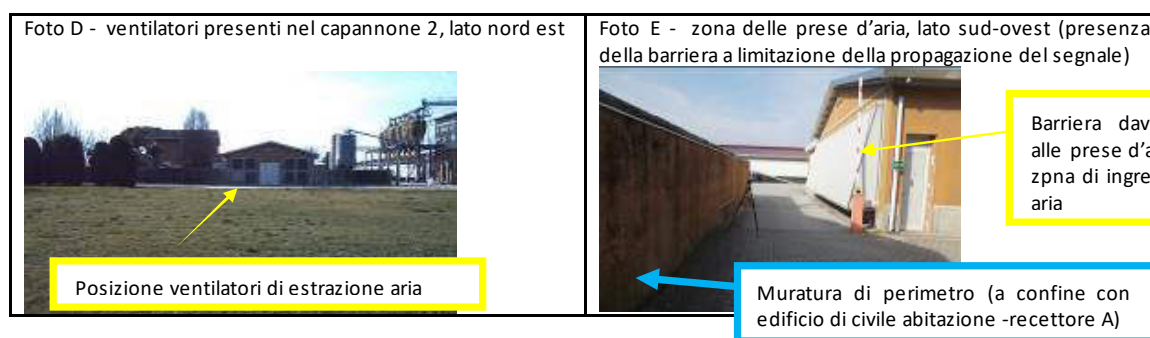 Foto D - ventilatori presenti nel capannone 2, lato nord est
Posizione ventilatori di estrazione aria
Foto E - zona delle prese d’aria, lato sud-ovest (presenza
della barriera a limitazione della propagazione del segnale)
Barriera
alle prese
zpna di
aria
Muratura di perimetro (a confine con
edificio di civile abitazione -recettore A)